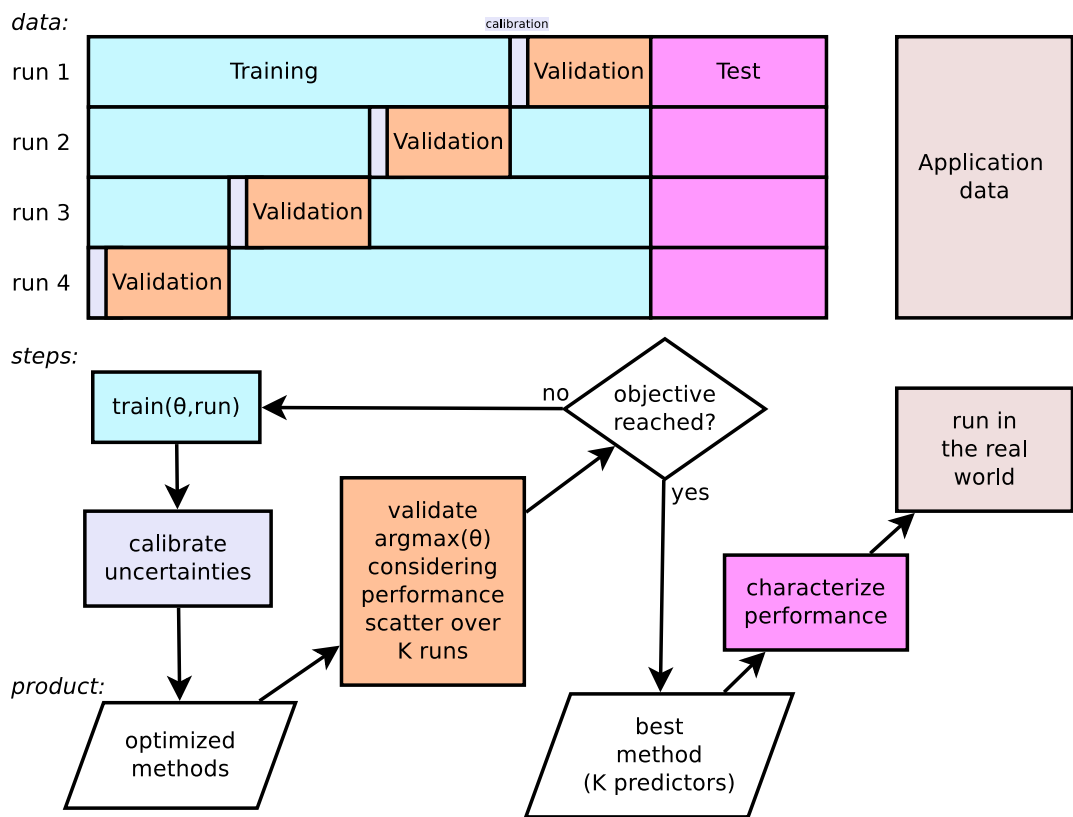 data:
calibration
run 1
Training
Validation
Test
run 2
Validation
run 3
Validation
run 4
Validation
Application
data
steps:
train(θ,run)
no
objective
reached?
yes
run in
the real
world
calibrate
uncertainties
validate
argmax(θ)
considering
performance
scatter over
K runs
characterize
performance
product:
optimized
methods
best
method
(K predictors)